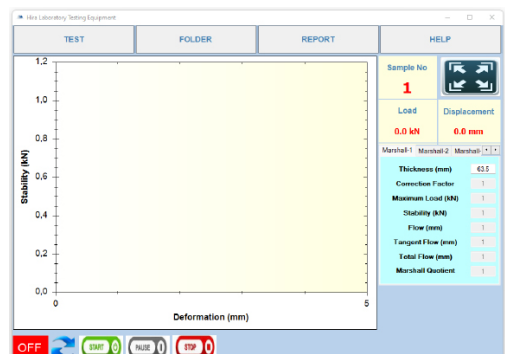 Hira Laboratory Testing Equipment
TEST FOLDER REPORT HELP
Sample No
1
Load Displacement
0.0 kN 0.0 mm
Marshall-1 Marshall-2 Marshall-
Thickness (mm) 63.5
Correction Factor 1
Maximum Load (kN) 1
Stability (kN) 1
Flow (mm) 1
Tangent Flow (mm) 1
Total Flow (mm) 1
Marshall Quotient 1
Stability (kN)
1,2
1,0
0,8
0,6
0,4
0,2
0,0
0 5
Deformation (mm)
OFF START PAUSE STOP